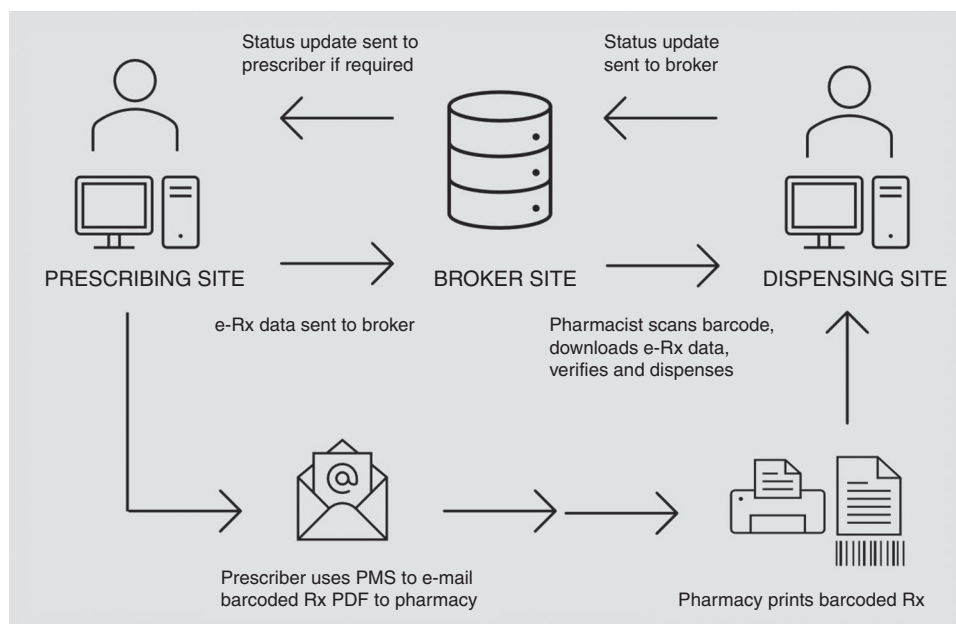 Status update sent to
prescriber if required
Status update
sent to broker
PRESCRIBING SITE
BROKER SITE
DISPENSING SITE
e-Rx data sent to broker
Pharmacist scans barcode,
downloads e-Rx data,
verifies and dispenses
@
Prescriber uses PMS to e-mail
barcoded Rx PDF to pharmacy
Pharmacy prints barcoded Rx